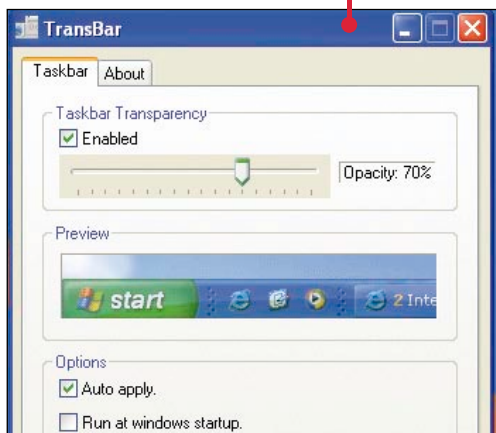 TransBar
Taskbar About
Taskbar Transparency
Enabled
Opacity: 70%
Preview
start 2 Inte
Options
Auto apply.
Run at windows startup.